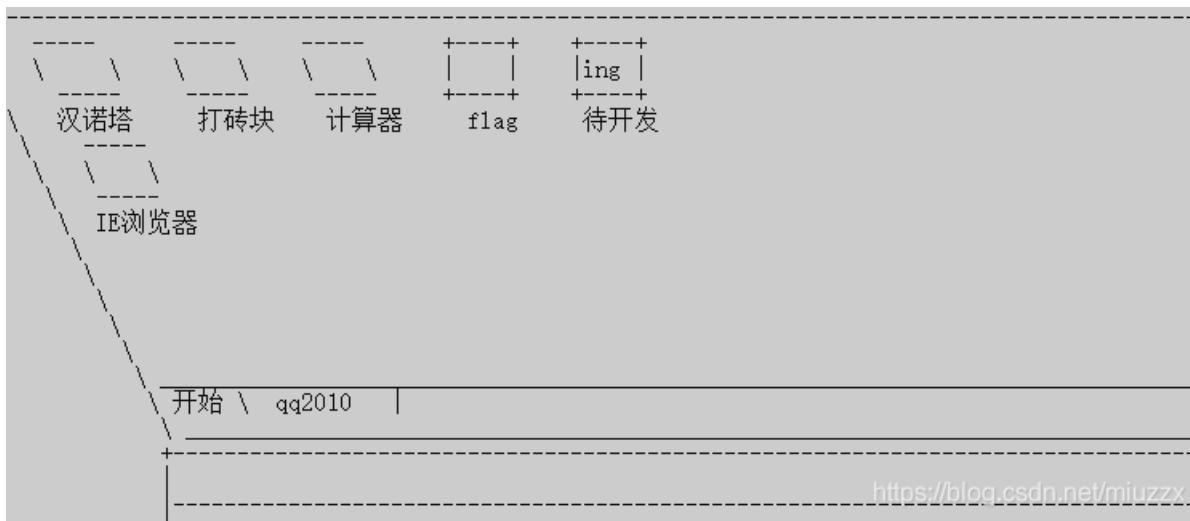 ing
汉诺塔 打砖块 计算器 flag 待开发
IE浏览器
开始 \ qq2010
https://blog.csdn.net/miuzzx